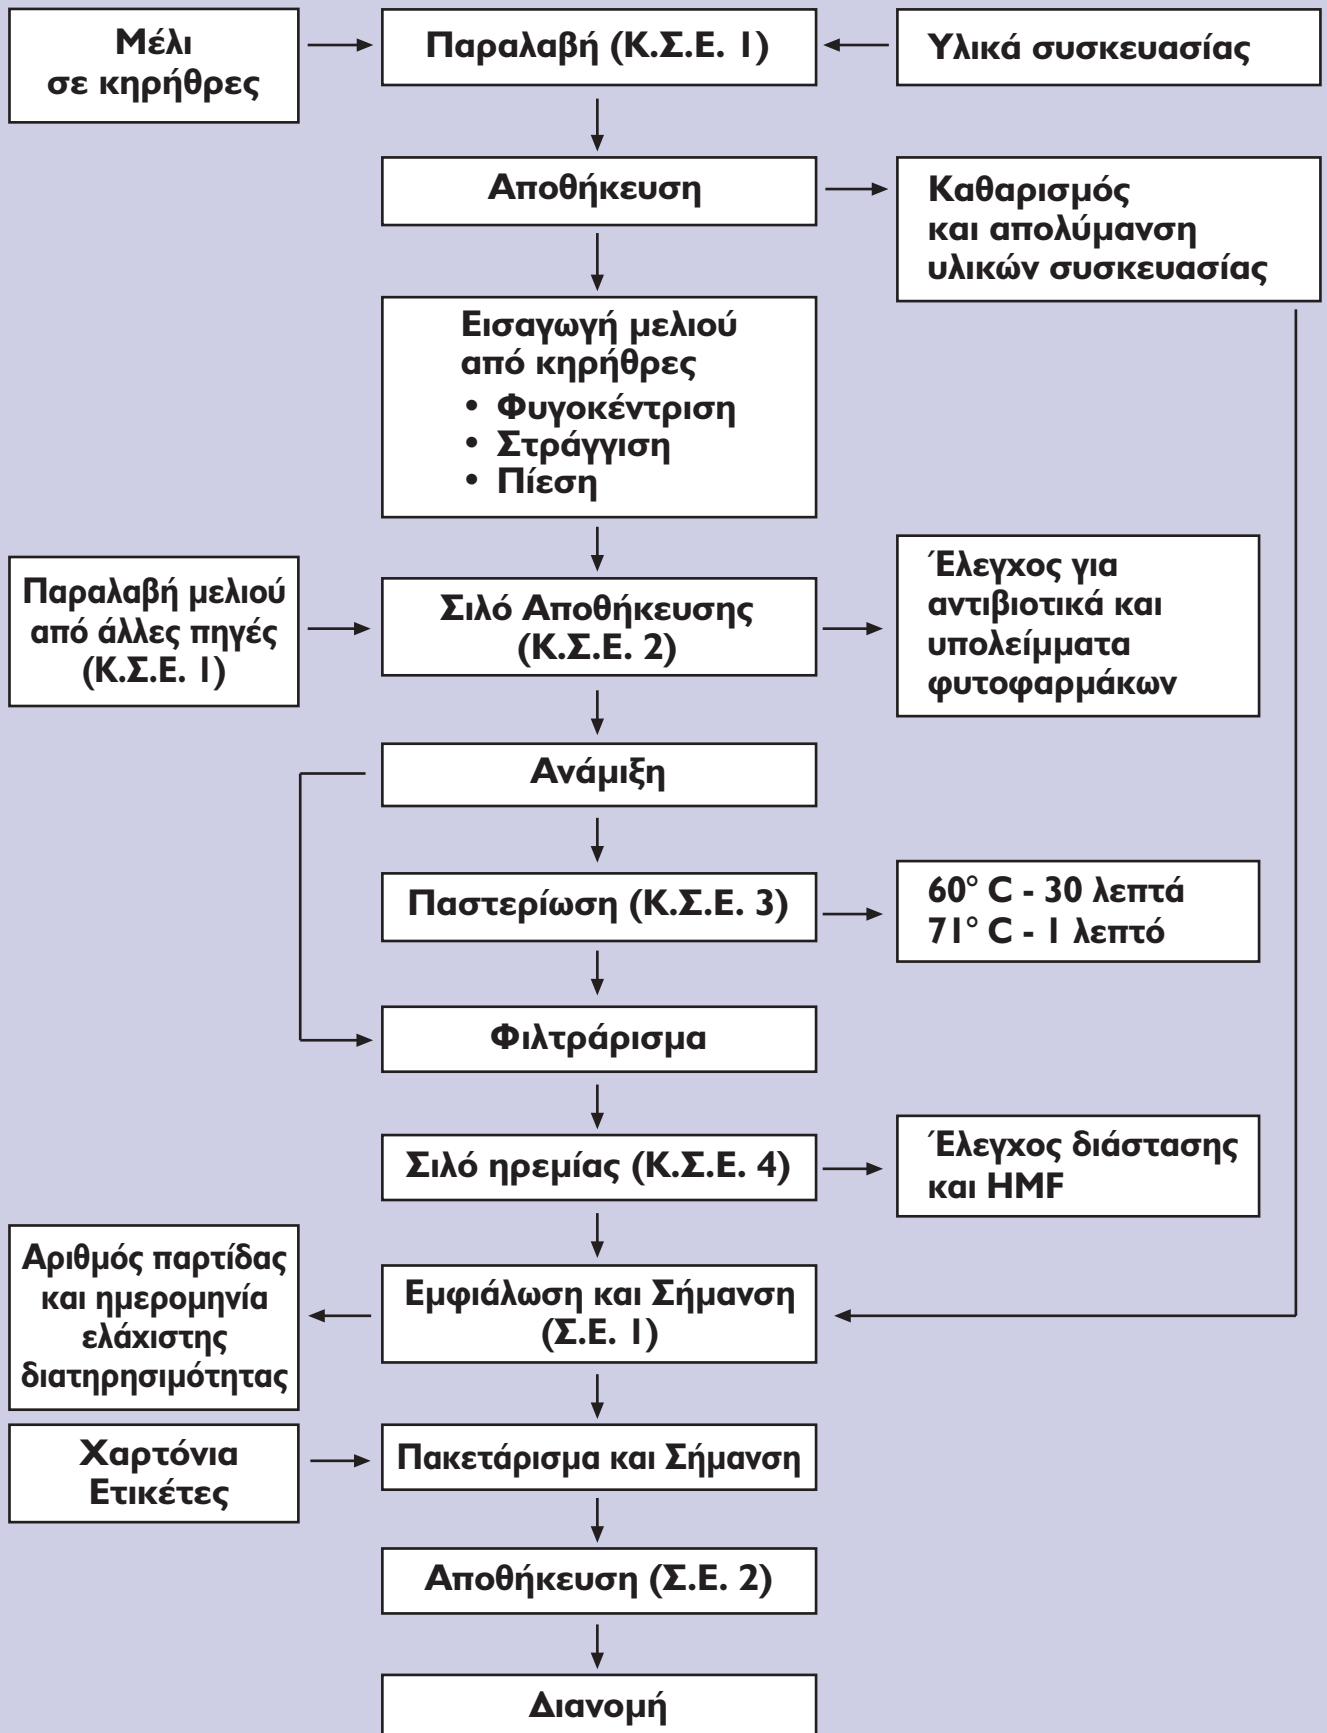 Μέλι
σε κηρήθρες
Παραλαβή (Κ.Σ.Ε. 1)
Υλικά συσκευασίας
Αποθήκευση
Καθαρισμός
και απολύμανση
υλικών συσκευασίας
Εισαγωγή μελιού
από κηρήθρες
• Φυγοκέντριση
• Στράγγιση
• Πίεση
Παραλαβή μελιού
από άλλες πηγές
(Κ.Σ.Ε. 1)
Σιλό Αποθήκευσης
(Κ.Σ.Ε. 2)
Έλεγχος για
αντιβιοτικά και
υπολείμματα
φυτοφαρμάκων
Ανάμιξη
Παστερίωση (Κ.Σ.Ε. 3)
60° C - 30 λεπτά
71° C - 1 λεπτό
Φιλτράρισμα
Σιλό ηρεμίας (Κ.Σ.Ε. 4)
Έλεγχος διάστασης
και HMF
Αριθμός παρτίδας
και ημερομηνία
ελάχιστης
διατηρησιμότητας
Εμφιάλωση και Σήμανση
(Σ.Ε. 1)
Χαρτόνια
Ετικέτες
Πακετάρισμα και Σήμανση
Αποθήκευση (Σ.Ε. 2)
Διανομή